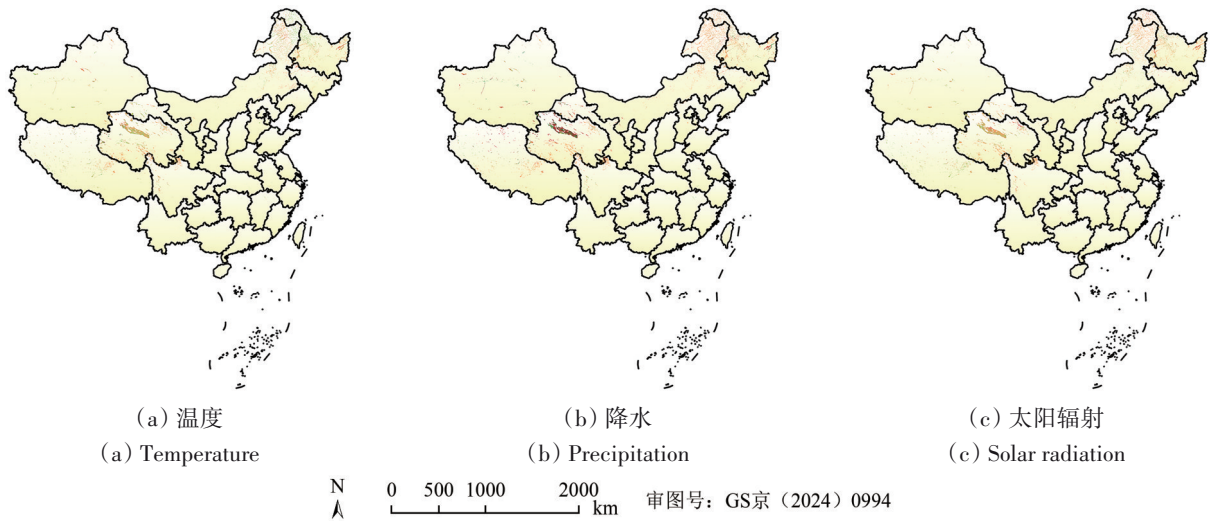 (a) 温度
(a) Temperature
(b) 降水
(b) Precipitation
(c) 太阳辐射
(c) Solar radiation
N
0 500 1000 2000
km
审图号：GS京（2024）0994